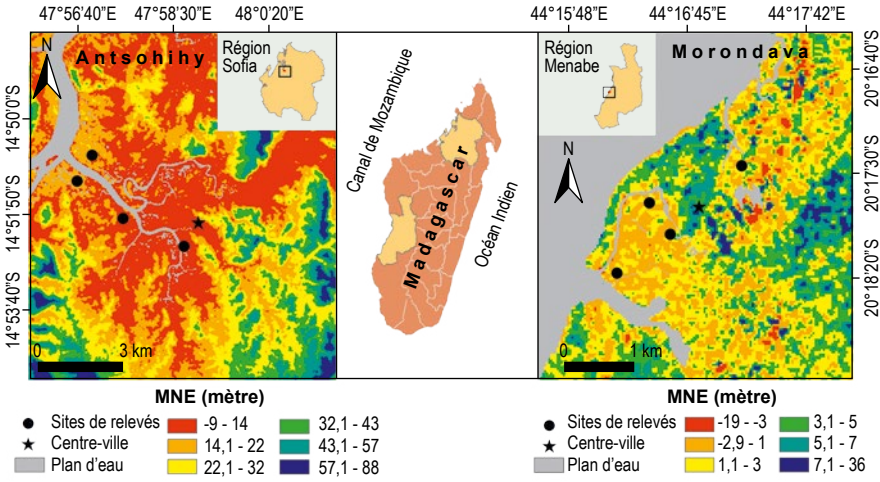 47°56'40"E 47°58'30"E 48°0'20"E
44°15'48"E 44°16'45"E 44°17'42"E
Antsohihy
Région
Sofia
N
14°50'0"S
14°51'50"S
14°53'40"S
0 3 km
Canal de Mozambique
Madagascar
Océan Indien
Région
Menabe
Morondava
N
20°16'40"S
20°17'30"S
20°18'20"S
0 1 km
MNE (mètre)
Sites de relevés -9 - 14 32,1 - 43
Centre-ville 14,1 - 22 43,1 - 57
Plan d'eau 22,1 - 32 57,1 - 88
MNE (mètre)
Sites de relevés -19 - -3 3,1 - 5
Centre-ville -2,9 - 1 5,1 - 7
Plan d'eau 1,1 - 3 7,1 - 36